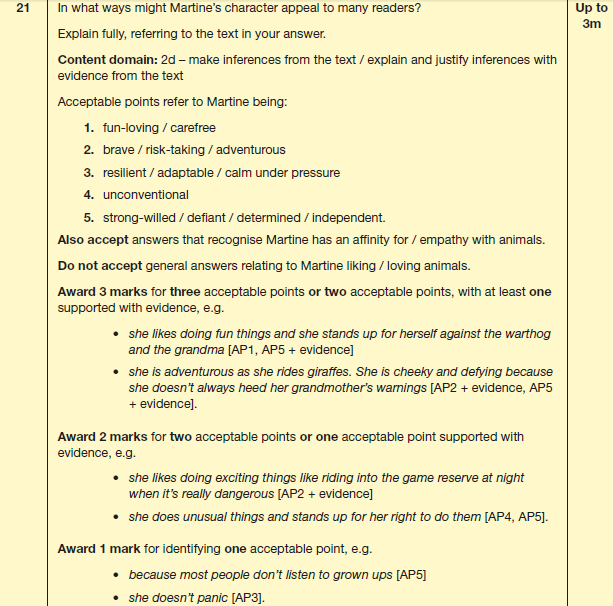 21 In what ways might Martine's character appeal to many readers? Up to
3m
Explain fully, referring to the text in your answer.
Content domain: 2d – make inferences from the text / explain and justify inferences with
evidence from the text
Acceptable points refer to Martine being:
1. fun-loving / carefree
2. brave / risk-taking / adventurous
3. resilient / adaptable / calm under pressure
4. unconventional
5. strong-willed / defiant / determined / independent.
Also accept answers that recognise Martine has an affinity for / empathy with animals.
Do not accept general answers relating to Martine liking / loving animals.
Award 3 marks for three acceptable points or two acceptable points, with at least one
supported with evidence, e.g.
• she likes doing fun things and she stands up for herself against the warthog
and the grandma [AP1, AP5 + evidence]
• she is adventurous as she rides giraffes. She is cheeky and defying because
she doesn't always heed her grandmother's warnings [AP2 + evidence, AP5
+ evidence].
Award 2 marks for two acceptable points or one acceptable point supported with
evidence, e.g.
• she likes doing exciting things like riding into the game reserve at night
when it's really dangerous [AP2 + evidence]
• she does unusual things and stands up for her right to do them [AP4, AP5].
Award 1 mark for identifying one acceptable point, e.g.
• because most people don't listen to grown ups [AP5]
• she doesn't panic [AP3].